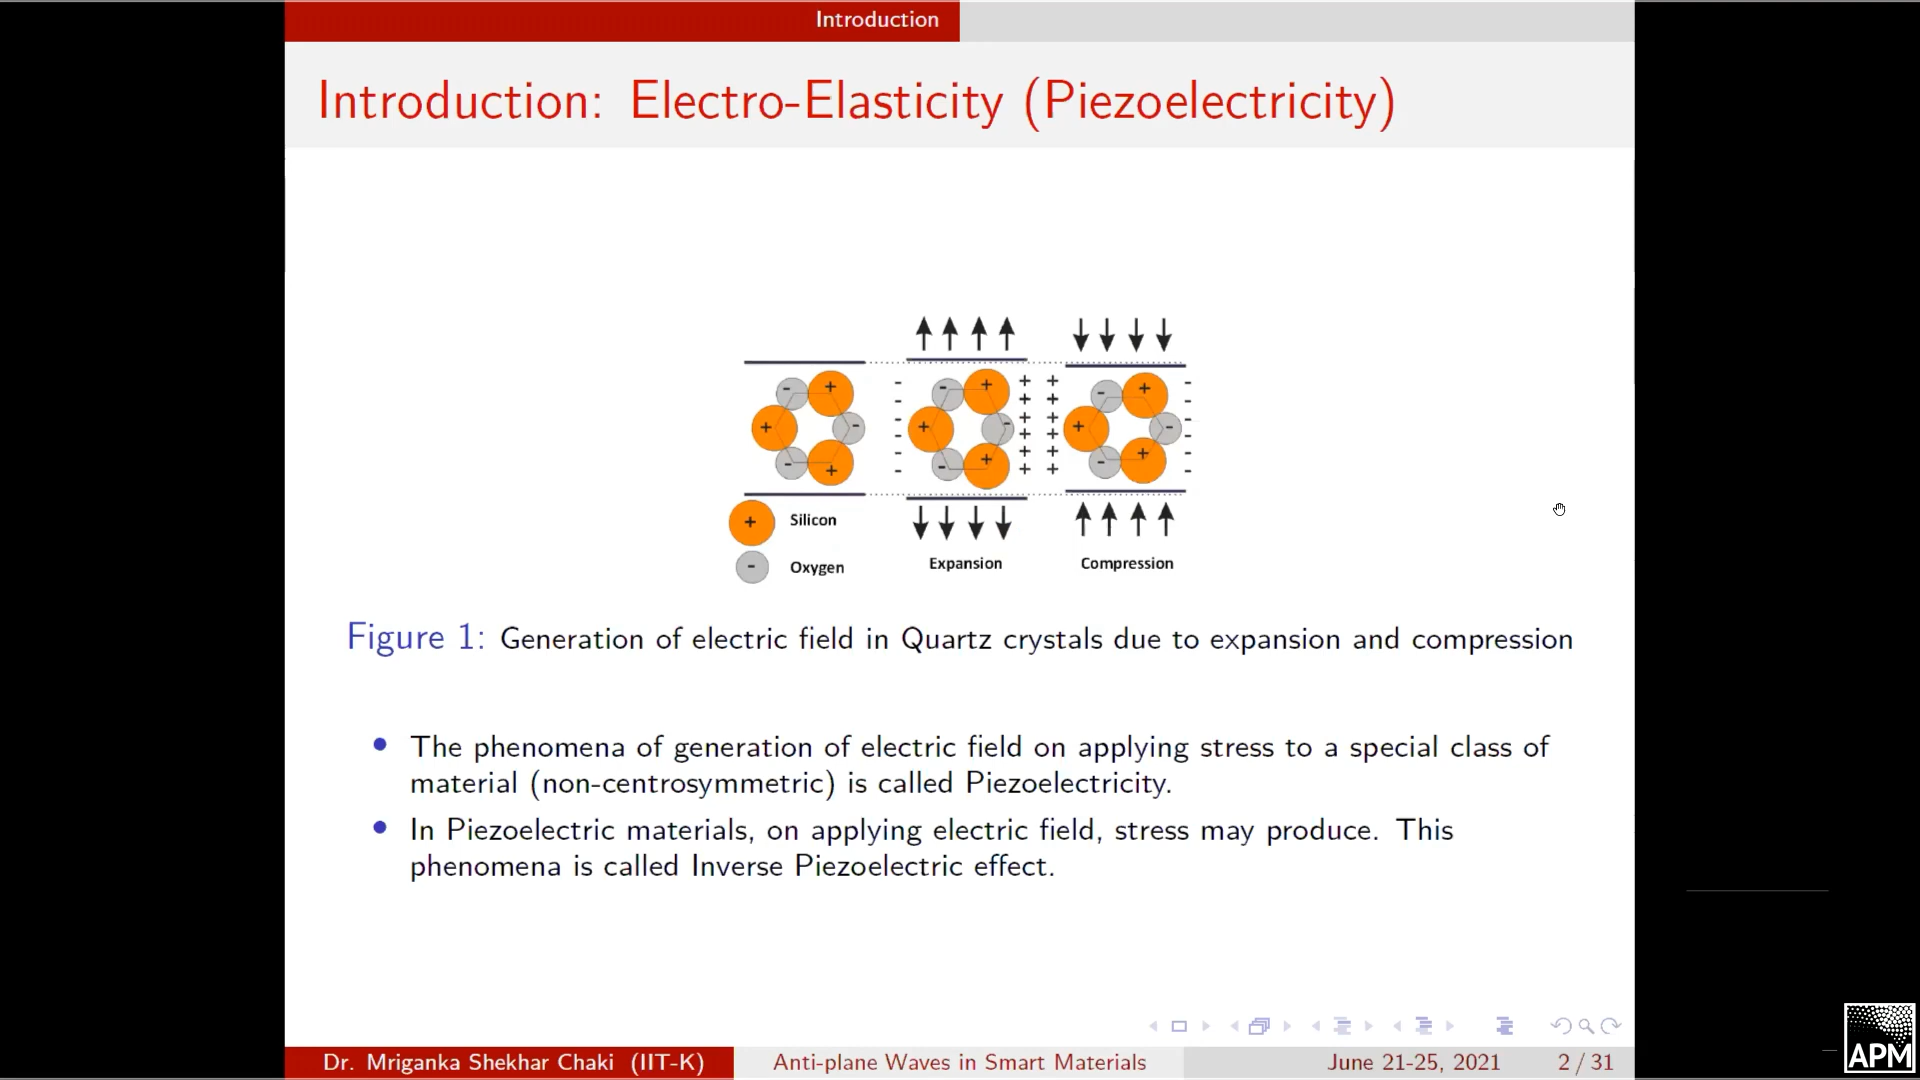 Introduction
Introduction: Electro-Elasticity (Piezoelectricity)
Silicon
Oxygen
Expansion
Compression
Figure 1: Generation of electric field in Quartz crystals due to expansion and compression
• The phenomena of generation of electric field on applying stress to a special class of
material (non-centrosymmetric) is called Piezoelectricity.
• In Piezoelectric materials, on applying electric field, stress may produce. This
phenomena is called Inverse Piezoelectric effect.
Dr. Mriganka Shekhar Chaki (IIT-K)
Anti-plane Waves in Smart Materials
June 21-25, 2021
2 / 31
APM